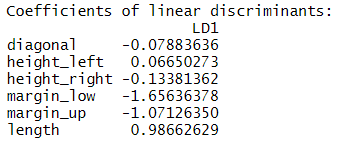 Coefficients of linear discriminants:
LD1
diagonal -0.07883636
height_left 0.06650273
height_right -0.13381362
margin_low -1.65636378
margin_up -1.07126350
length 0.98662629